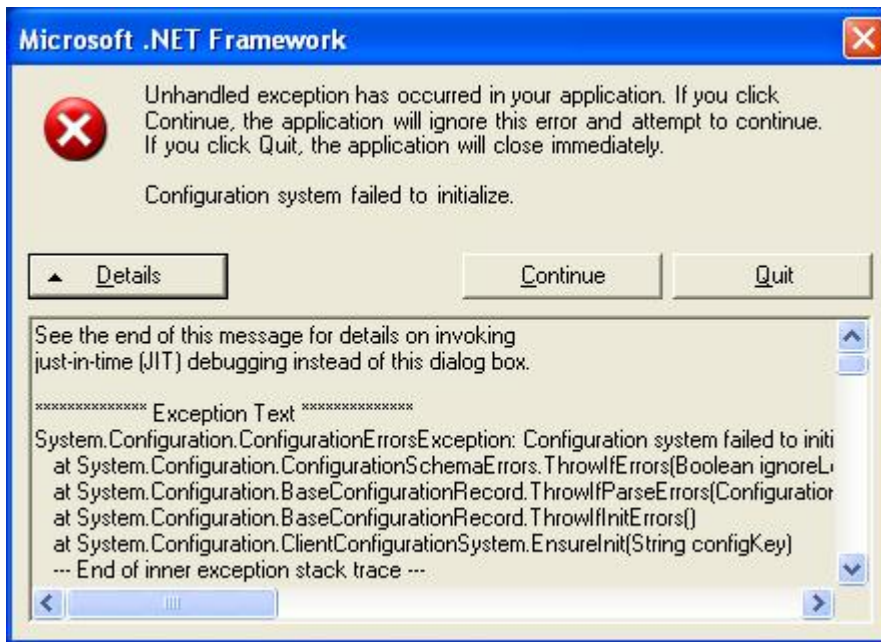 Microsoft .NET Framework
Unhandled exception has occurred in your application. If you click
Continue, the application will ignore this error and attempt to continue.
If you click Quit, the application will close immediately.
Configuration system failed to initialize.
Details
Continue
Quit
See the end of this message for details on invoking
just-in-time (JIT) debugging instead of this dialog box.
************** Exception Text **************
System.Configuration.ConfigurationErrorsException: Configuration system failed to initi
at System.Configuration.ConfigurationSchemaErrors.ThrowIfErrors(Boolean ignoreL
at System.Configuration.BaseConfigurationRecord.ThrowIfParseErrors(Configuration
at System.Configuration.BaseConfigurationRecord.ThrowIfInitErrors()
at System.Configuration.ClientConfigurationSystem.EnsureInit(String configKey)
--- End of inner exception stack trace ---